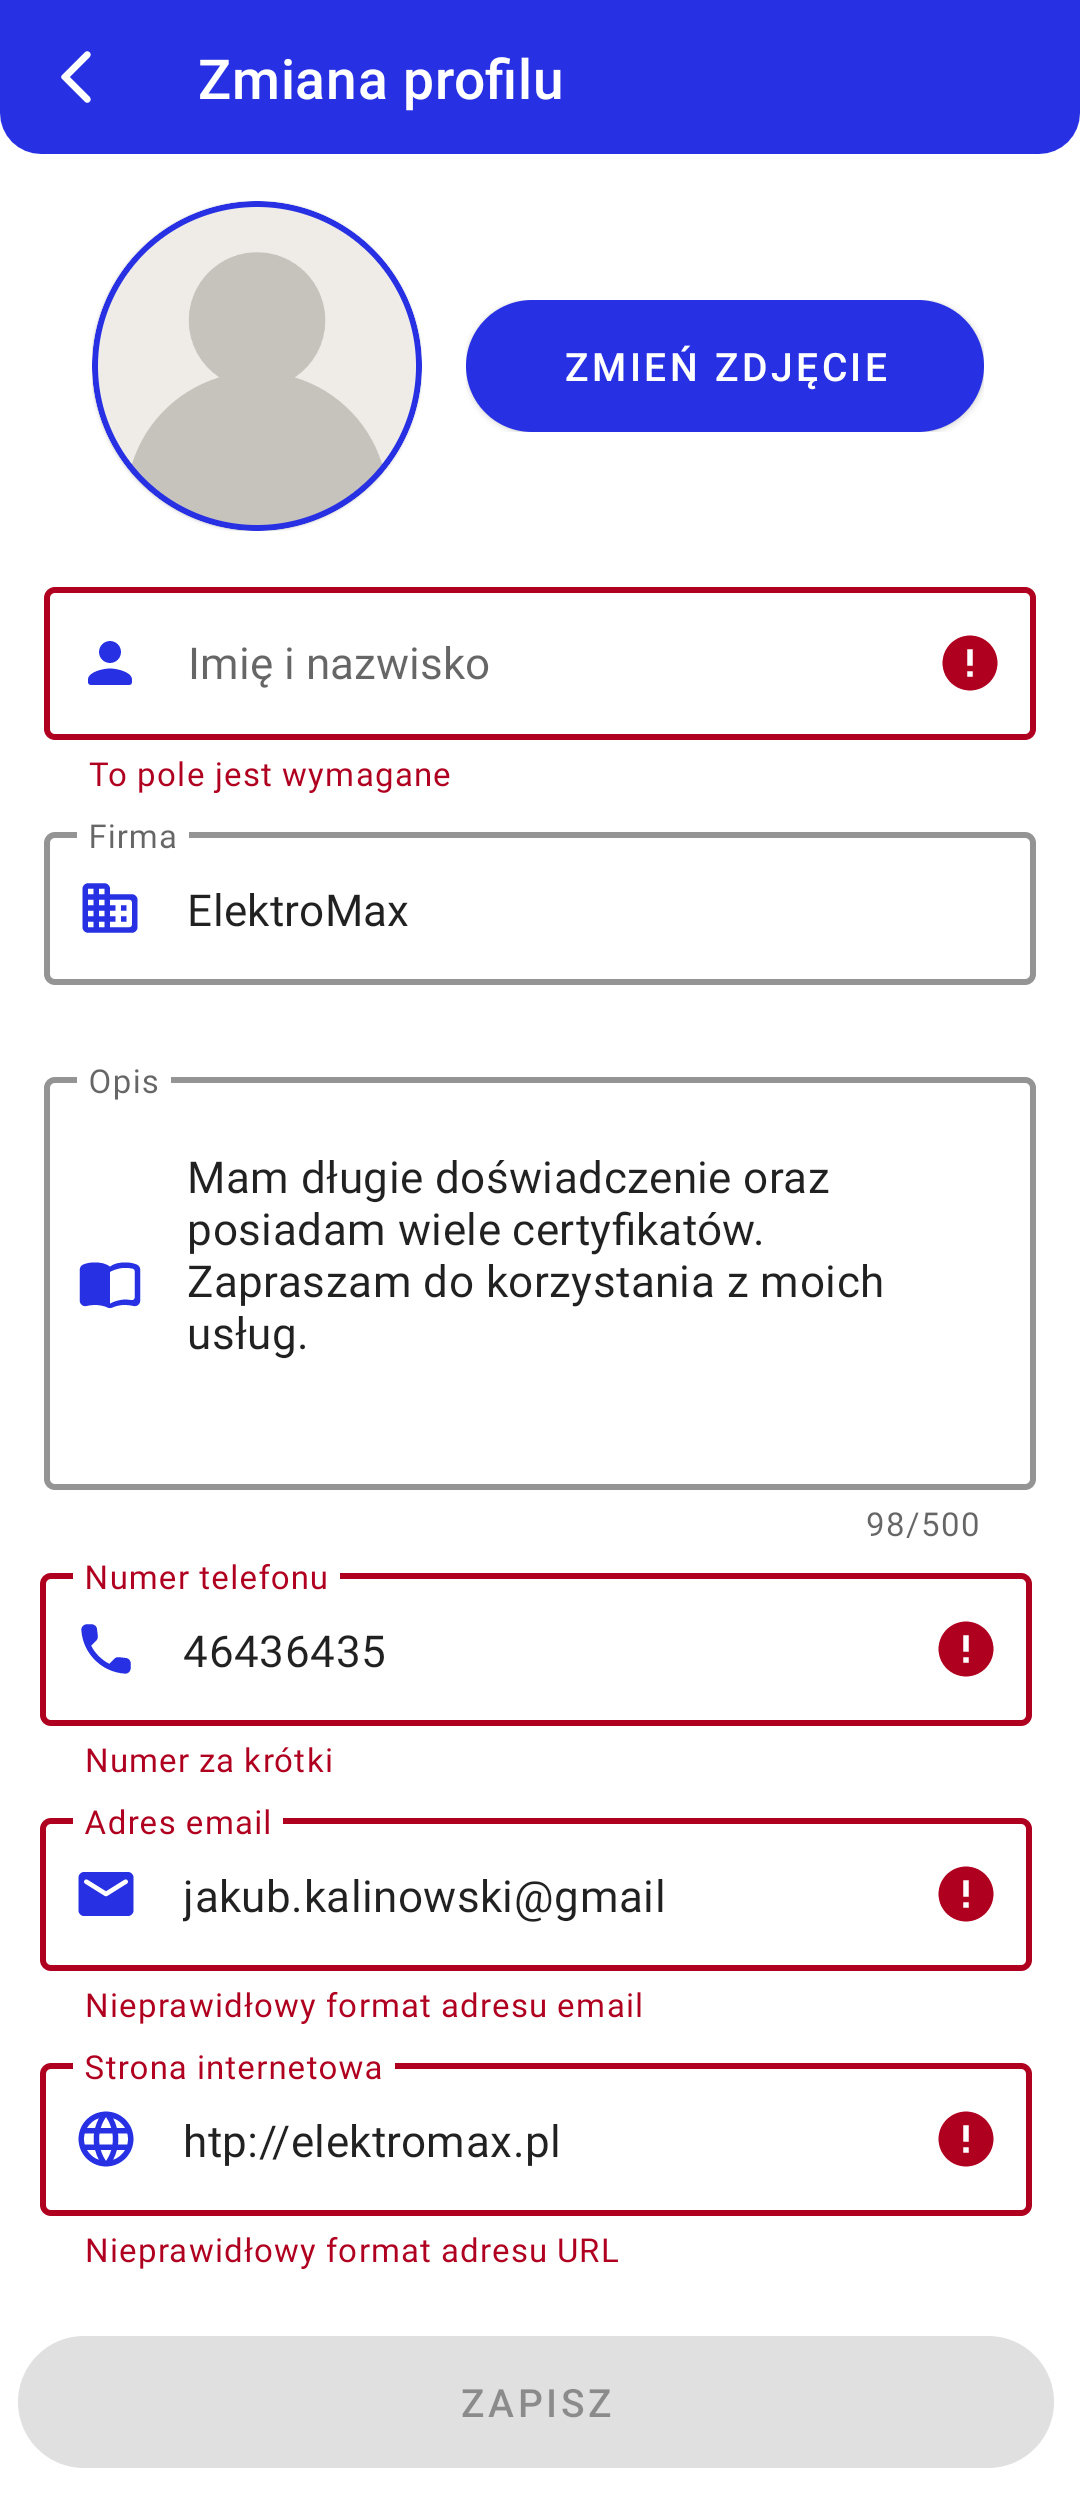 Zmiana profilu
ZMIEŃ ZDJĘCIE
Imię i nazwisko
To pole jest wymagane
Firma
ElektroMax
Opis
Mam długie doświadczenie oraz
posiadam wiele certyfikatów.
Zapraszam do korzystania z moich
usług.
98/500
Numer telefonu
46436435
Numer za krótki
Adres email
jakub.kalinowski@gmail
Nieprawidłowy format adresu email
Strona internetowa
htp://elektromax.pl
Nieprawidłowy format adresu URL
ZAPISZ